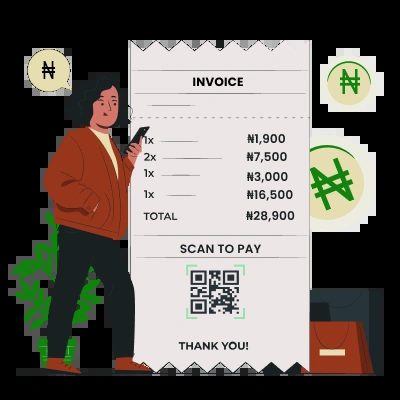 ₦
₦
INVOICE
1x ₦1,900
2x ₦7,500
1x ₦3,000
1x ₦16,500
TOTAL ₦28,900
₦
SCAN TO PAY
THANK YOU!